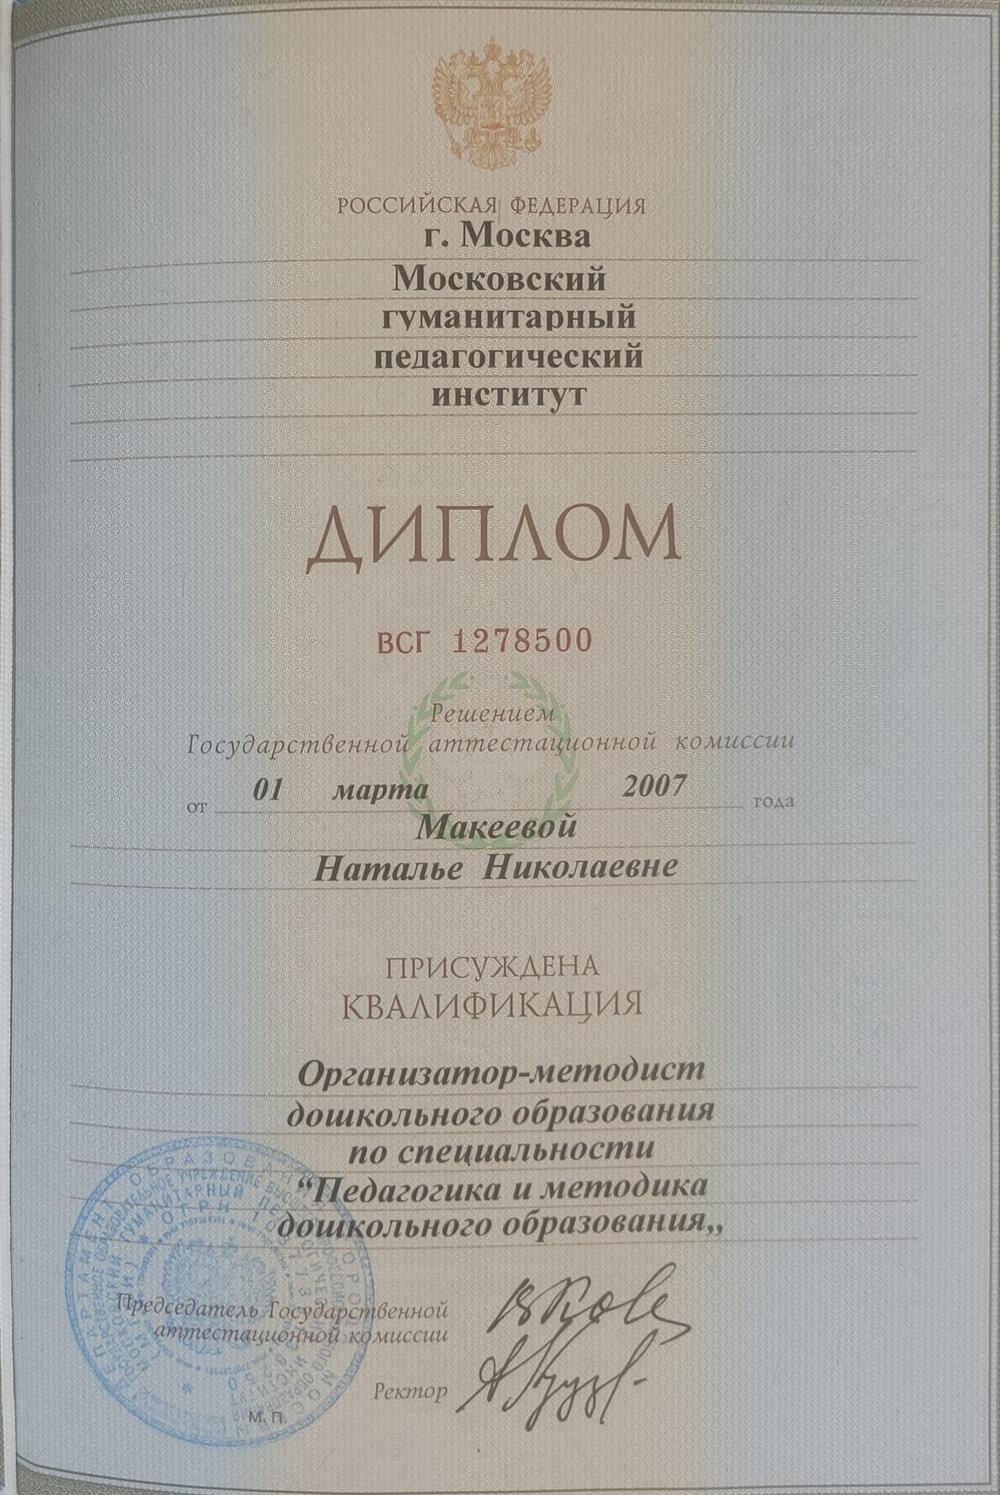 РОССИЙСКАЯ ФЕДЕРАЦИЯ
г. Москва
Московский
гуманитарный
педагогический
институт
ДИПЛОМ
ВСГ 1278500
Решением
Государственной аттестационной комиссии
от 01 марта 2007 года
Макеевой
Наталье Николаевне
ПРИСУЖДЕНА
КВАЛИФИКАЦИЯ
Организатор-методист
дошкольного образования
по специальности
“Педагогика и методика
дошкольного образования„
Председатель Государственной
аттестационной комиссии
Ректор
М. П.